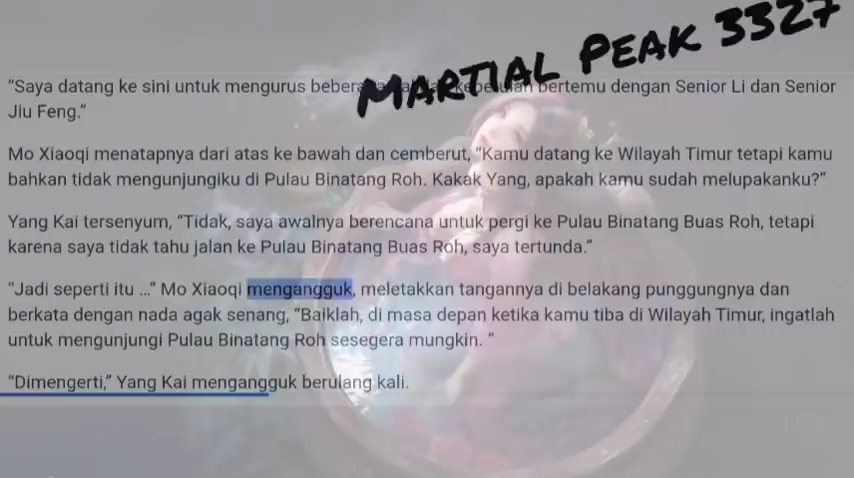 MARTIAL PEAK 3327
“Saya datang ke sini untuk mengurus bertemu dengan Senior Li dan Senior
Jiu Feng.”
Mo Xiaoqi menatapnya dari atas ke bawah dan cemberut, “Kamu datang ke Wilayah Timur tetapi kamu
bahkan tidak mengunjungiku di Pulau Binatang Roh. Kakak Yang, apakah kamu sudah melupakanku?”
Yang Kai tersenyum, “Tidak, saya awalnya berencana untuk pergi ke Pulau Binatang Buas Roh, tetapi
karena saya tidak tahu jalan ke Pulau Binatang Buas Roh, saya tertunda.”
“Jadi seperti itu …” Mo Xiaoqi mengangguk, meletakkan tangannya di belakang punggungnya dan
berkata dengan nada agak senang, “Baiklah, di masa depan ketika kamu tiba di Wilayah Timur, ingatlah
untuk mengunjungi Pulau Binatang Roh sesegera mungkin. ”
“Dimengerti,” Yang Kai mengangguk berulang kali.